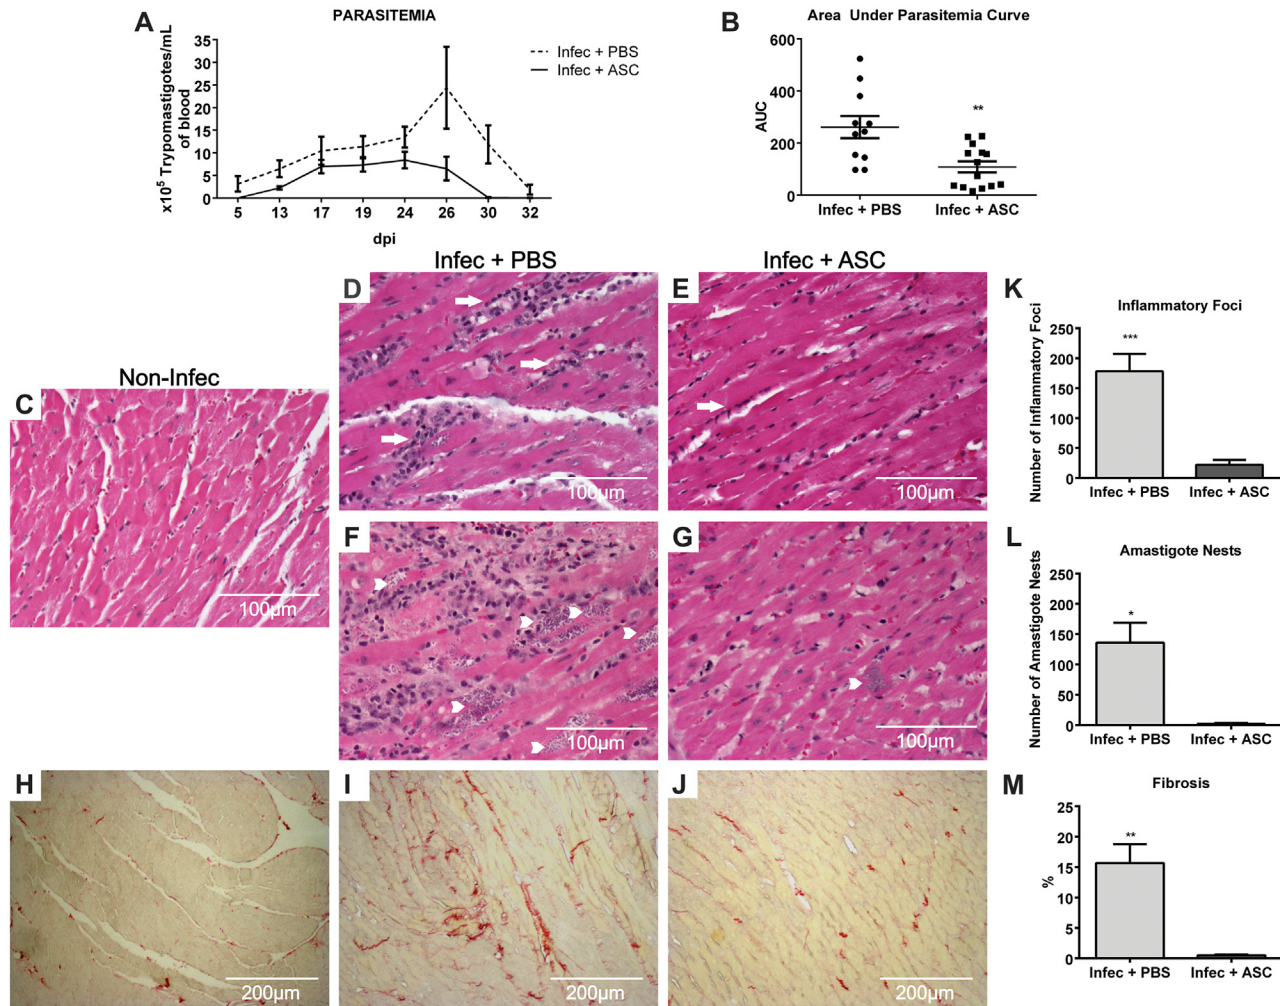 A
PARASITEMIA
x10⁵ Trypomastigotes/mL
of blood
35
30
25
20
15
10
5
0
5 13 17 19 24 26 30 32
dpi
Infec + PBS
Infec + ASC
B
Area Under Parasitemia Curve
AUC
600
400
200
0
**
Infec + PBS Infec + ASC
Infec + PBS
Infec + ASC
Non-Infec
C
100µm
D
100µm
E
100µm
F
100µm
G
100µm
H
200µm
I
200µm
J
200µm
K
Inflammatory Foci
Number of Inflammatory Foci
250
200
150
100
50
0
***
Infec + PBS Infec + ASC
L
Amastigote Nests
Number of Amastigote Nests
250
200
150
100
50
0
*
Infec + PBS Infec + ASC
M
Fibrosis
%
25
20
15
10
5
0
**
Infec + PBS Infec + ASC